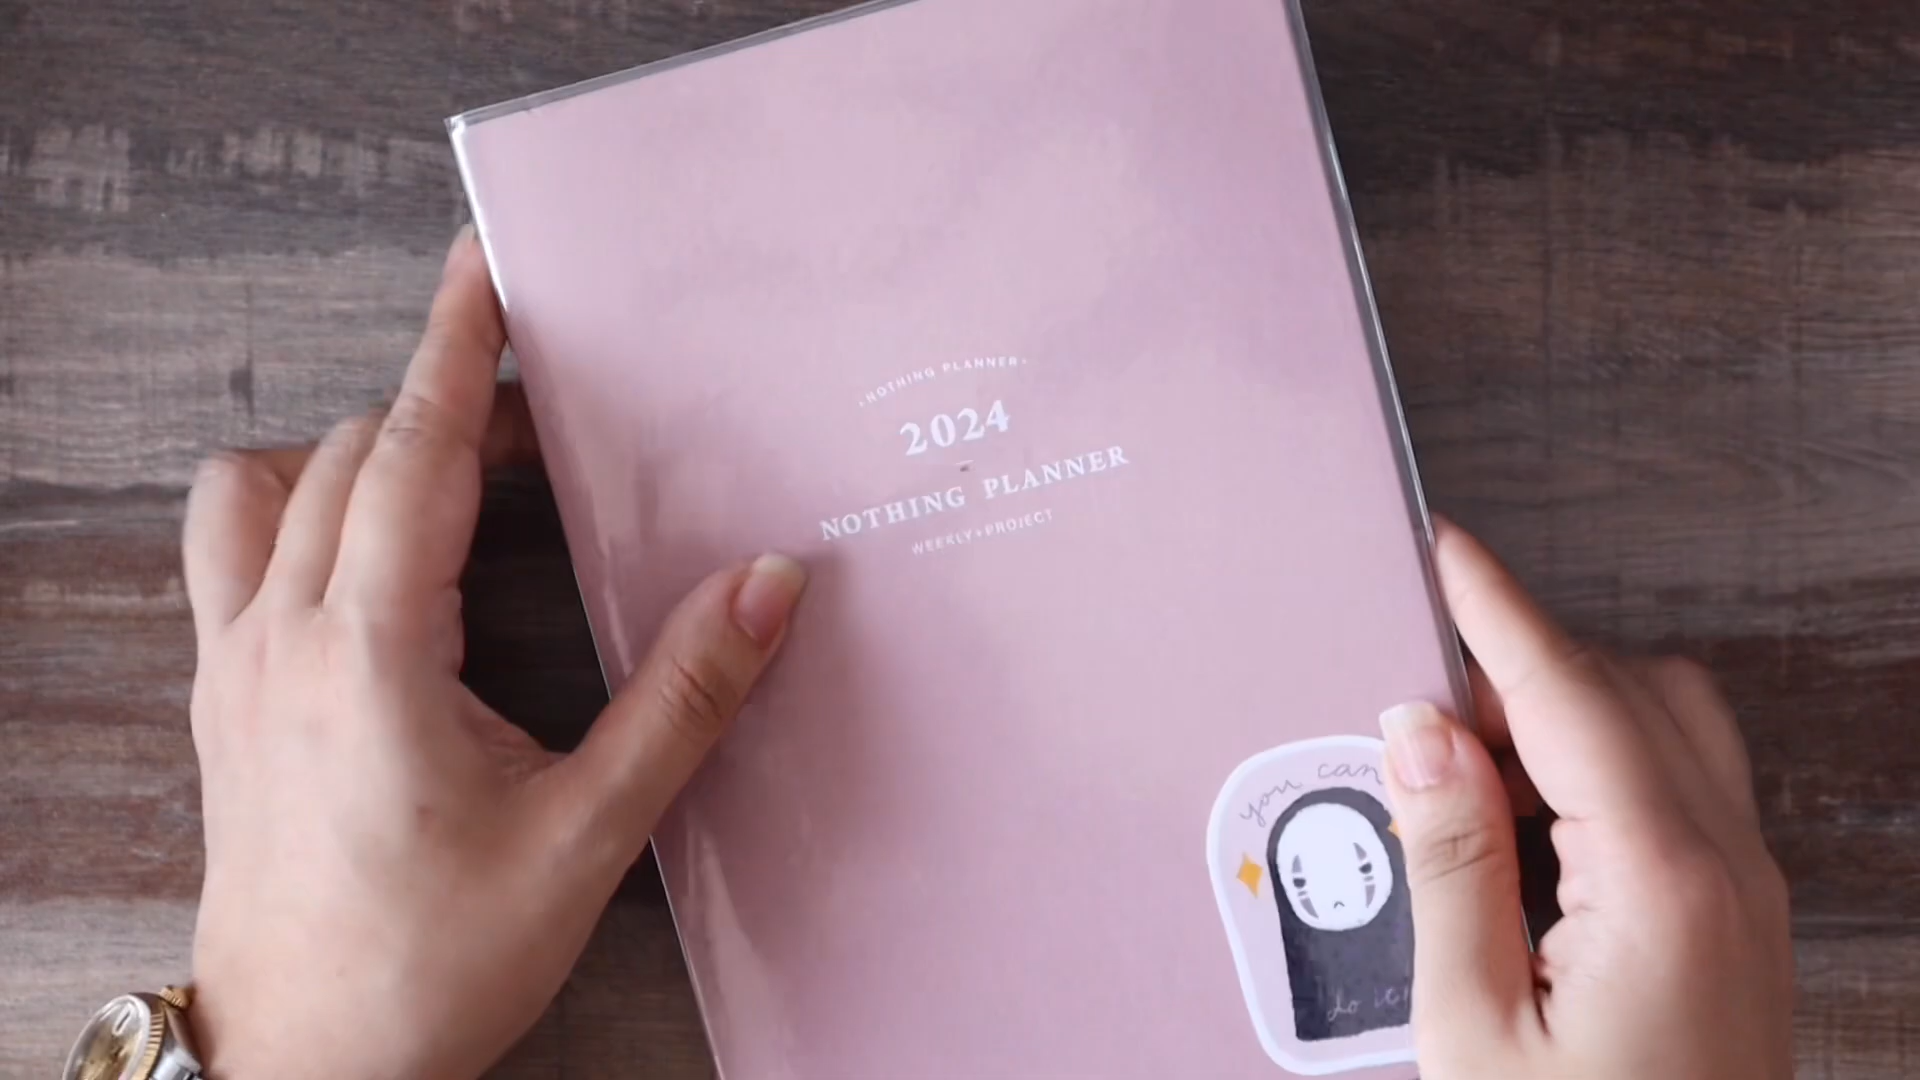 •NOTHING PLANNER•
2024
NOTHING PLANNER
WEEKLY+PROJECT
you can
do it!